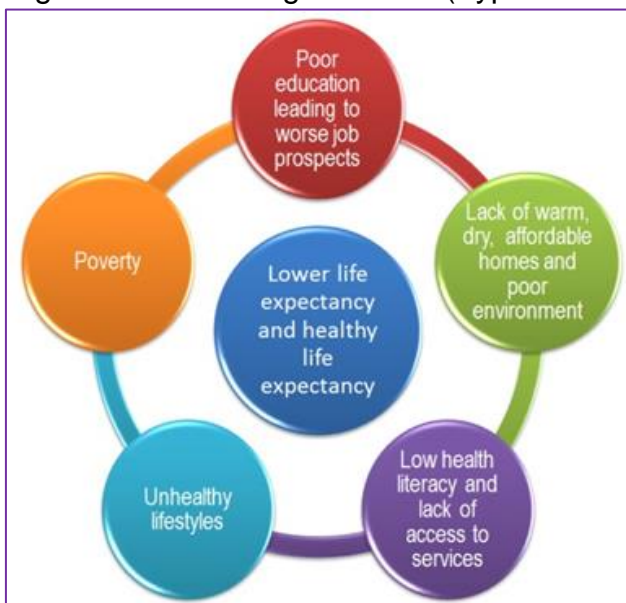 Poor
education
leading to
worse job
prospects
Lack of warm,
dry, affordable
homes and
poor
environment
Low health
literacy and
lack of
access to
services
Unhealthy
lifestyles
Poverty
Lower life
expectancy
and healthy
life
expectancy